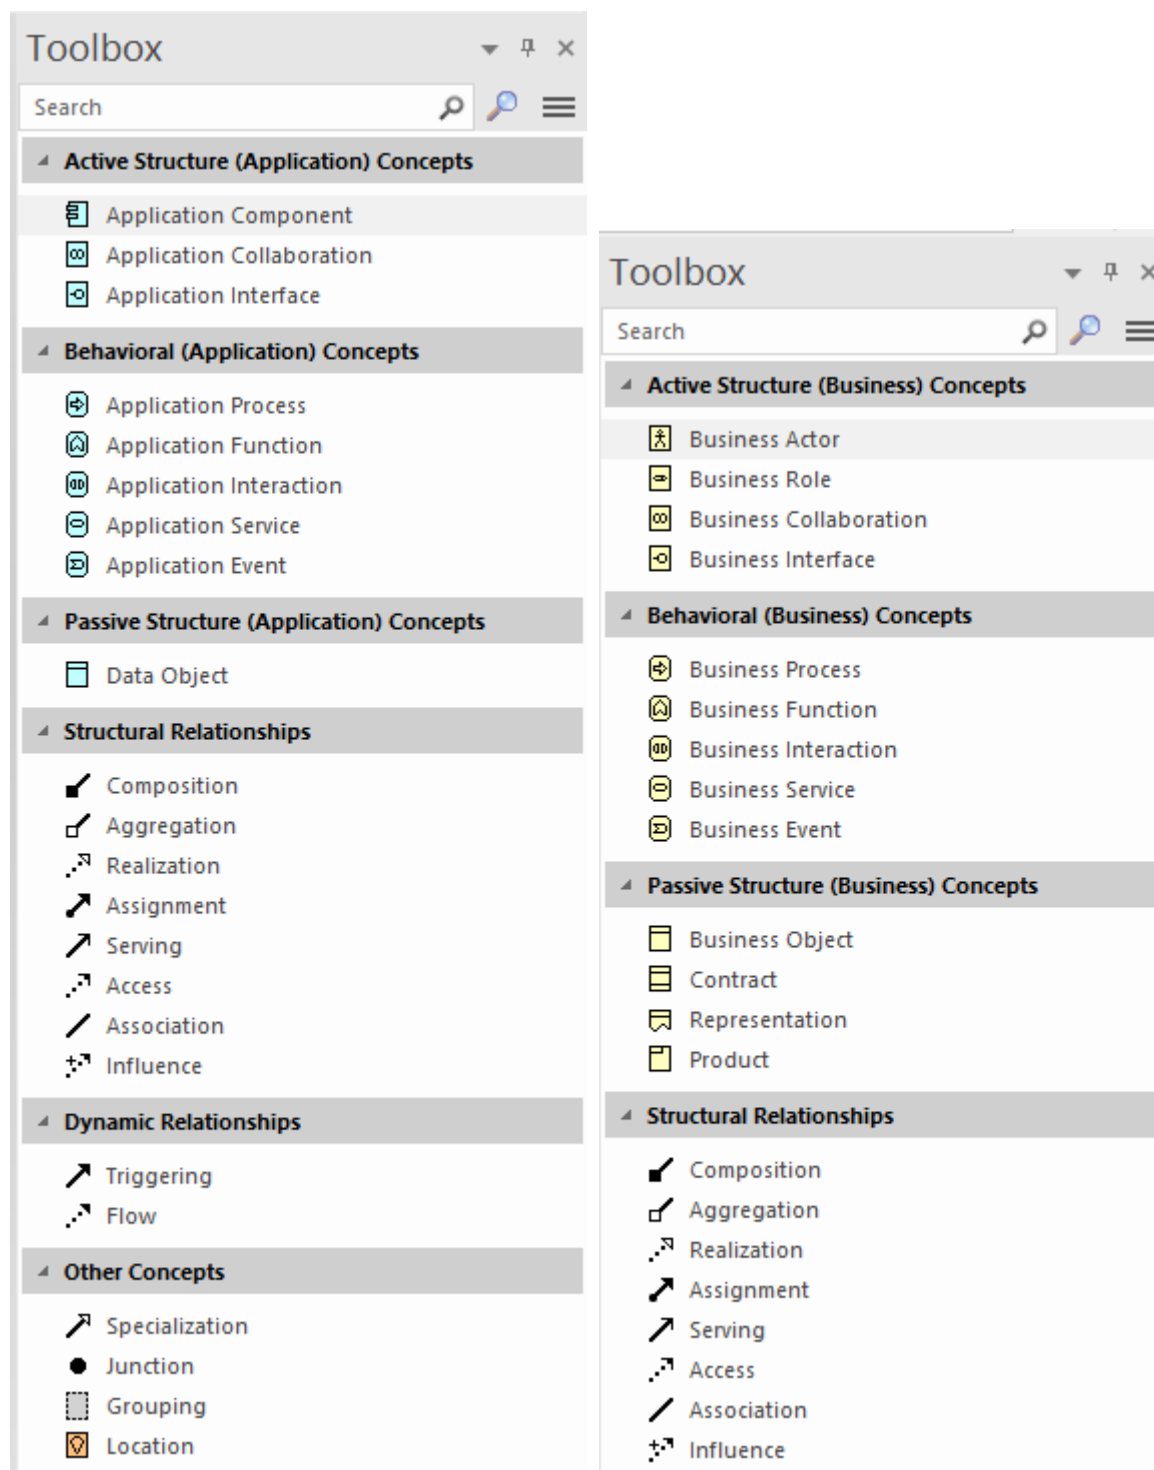 Toolbox
Search
Active Structure (Application) Concepts
Application Component
Application Collaboration
Application Interface
Behavioral (Application) Concepts
Application Process
Application Function
Application Interaction
Application Service
Application Event
Passive Structure (Application) Concepts
Data Object
Structural Relationships
Composition
Aggregation
Realization
Assignment
Serving
Access
Association
Influence
Dynamic Relationships
Triggering
Flow
Other Concepts
Specialization
Junction
Grouping
Location
Toolbox
Search
Active Structure (Business) Concepts
Business Actor
Business Role
Business Collaboration
Business Interface
Behavioral (Business) Concepts
Business Process
Business Function
Business Interaction
Business Service
Business Event
Passive Structure (Business) Concepts
Business Object
Contract
Representation
Product
Structural Relationships
Composition
Aggregation
Realization
Assignment
Serving
Access
Association
Influence